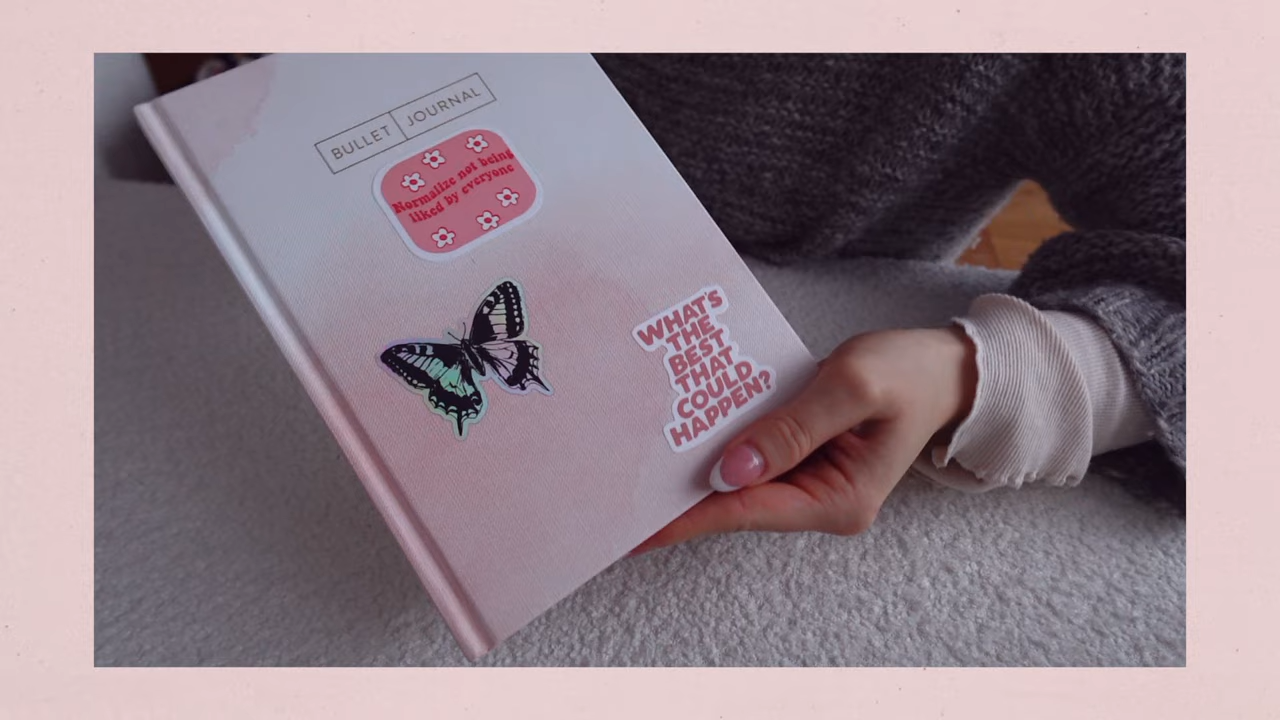 BULLET JOURNAL
Normalize not being
liked by everyone
WHAT'S
THE
BEST
THAT
COULD
HAPPEN?